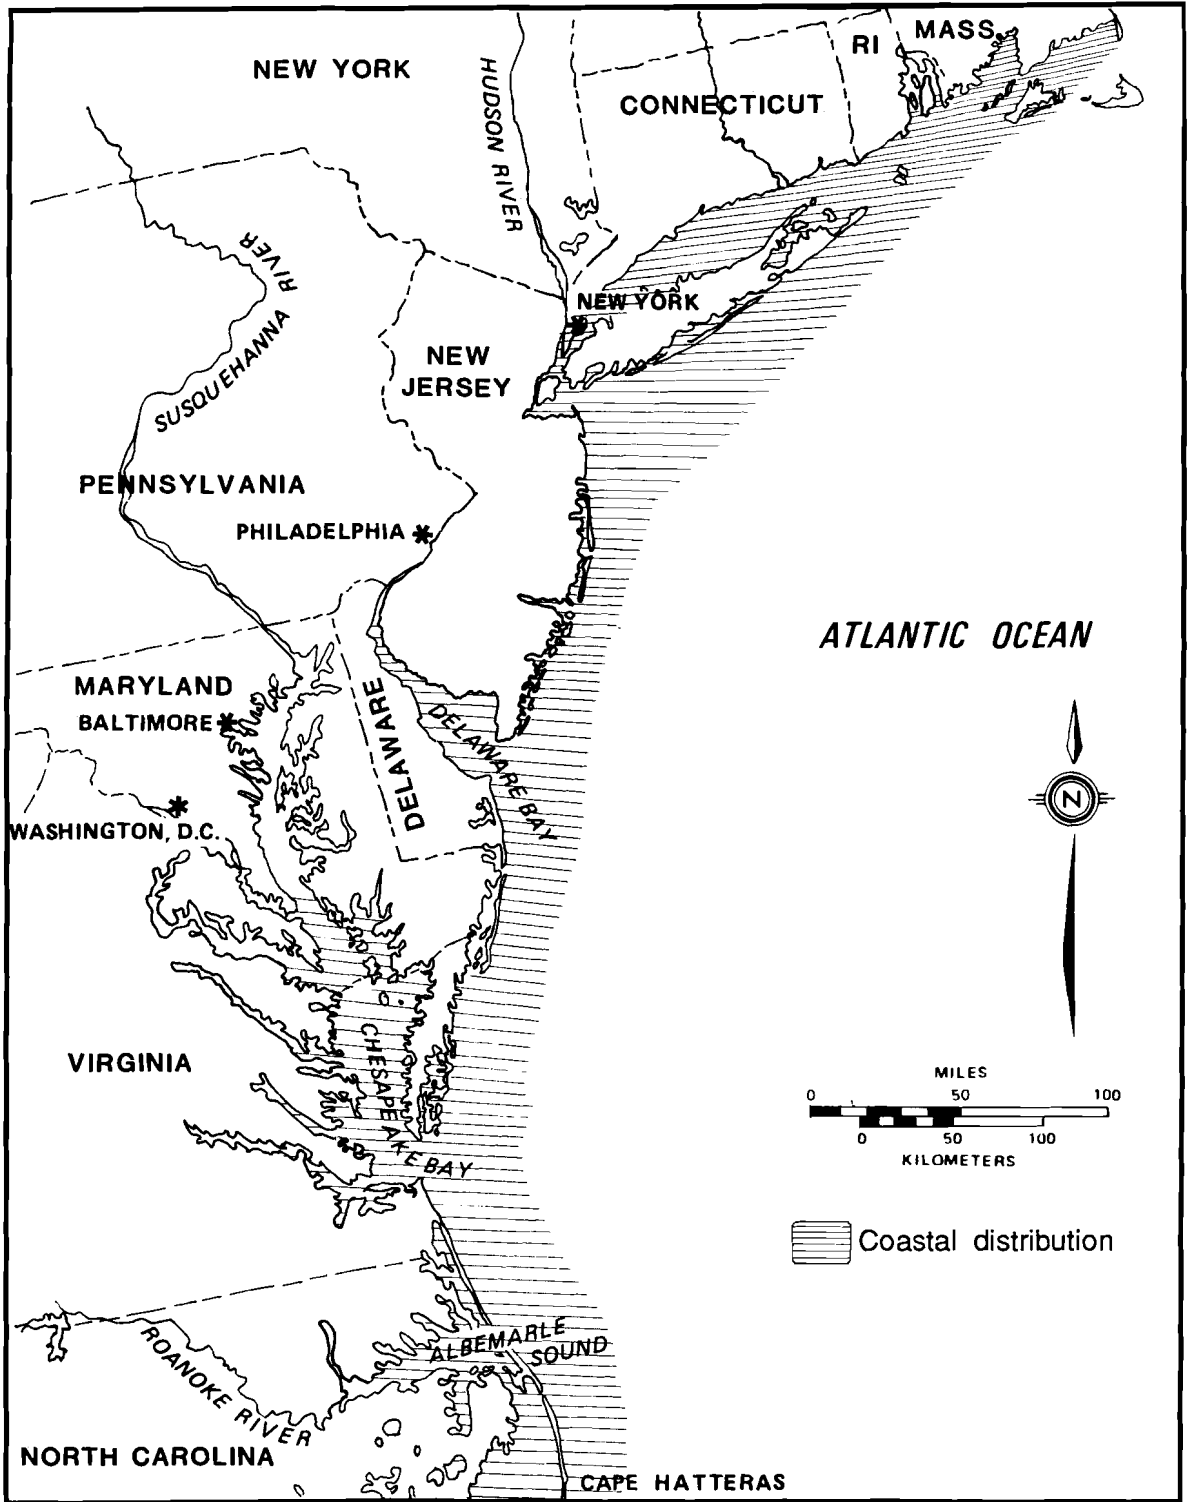 MASS.
RI
NEW YORK
CONNECTICUT
HUDSON RIVER
SUSQUEHANNA RIVER
NEW YORK
NEW
JERSEY
PENNSYLVANIA
PHILADELPHIA
ATLANTIC OCEAN
MARYLAND
BALTIMORE
DELAWARE
DELAWARE BAY
WASHINGTON, D.C.
N
CHESAPEAKE BAY
VIRGINIA
MILES
0 50 100
0 50 100
KILOMETERS
Coastal distribution
ALBEMARLE
SOUND
ROANOKE RIVER
NORTH CAROLINA
CAPE HATTERAS